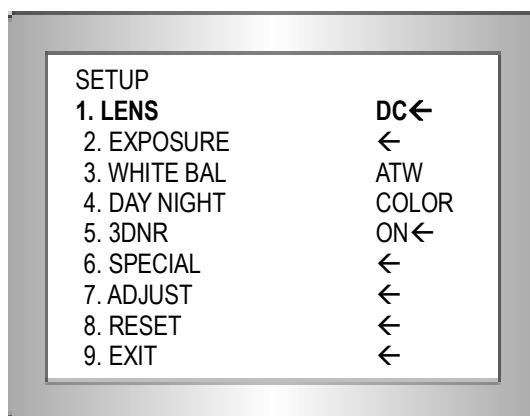 SETUP
1. LENS DC←
2. EXPOSURE ←
3. WHITE BAL ATW
4. DAY NIGHT COLOR
5. 3DNR ON←
6. SPECIAL ←
7. ADJUST ←
8. RESET ←
9. EXIT ←